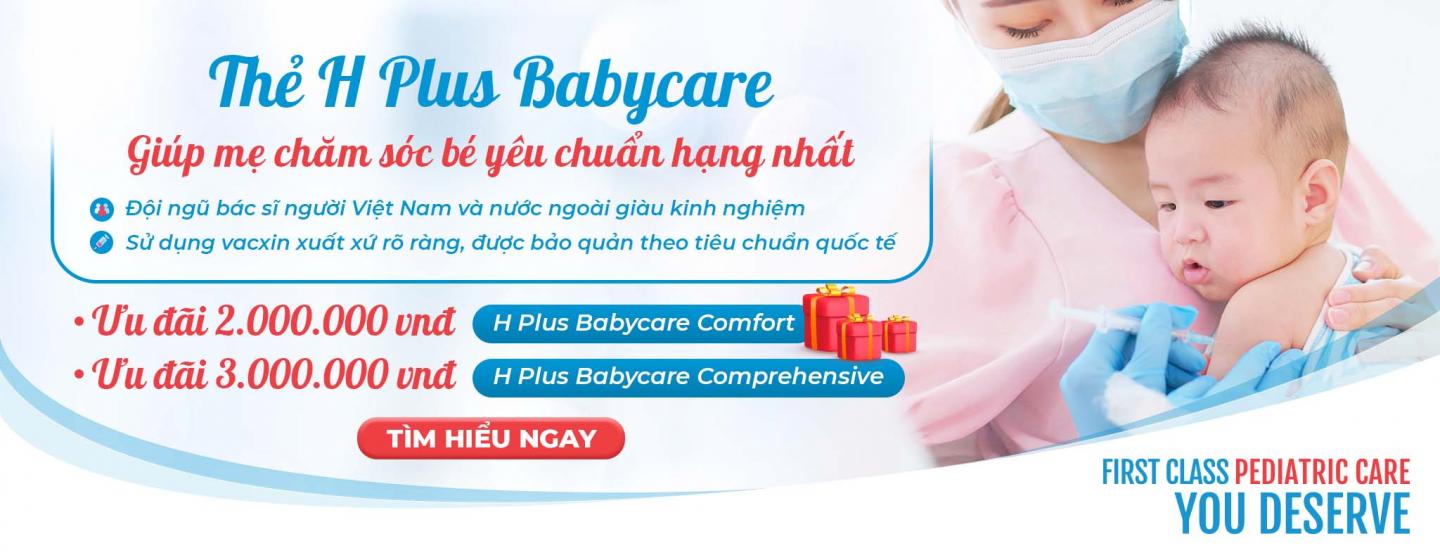 Thẻ H Plus Babycare
Giúp mẹ chăm sóc bé yêu chuẩn hạng nhất
Đội ngũ bác sĩ người Việt Nam và nước ngoài giàu kinh nghiệm
Sử dụng vacxin xuất xứ rõ ràng, được bảo quản theo tiêu chuẩn quốc tế
• Ưu đãi 2.000.000 vnđ H Plus Babycare Comfort
• Ưu đãi 3.000.000 vnđ H Plus Babycare Comprehensive
TÌM HIỂU NGAY
FIRST CLASS PEDIATRIC CARE
YOU DESERVE